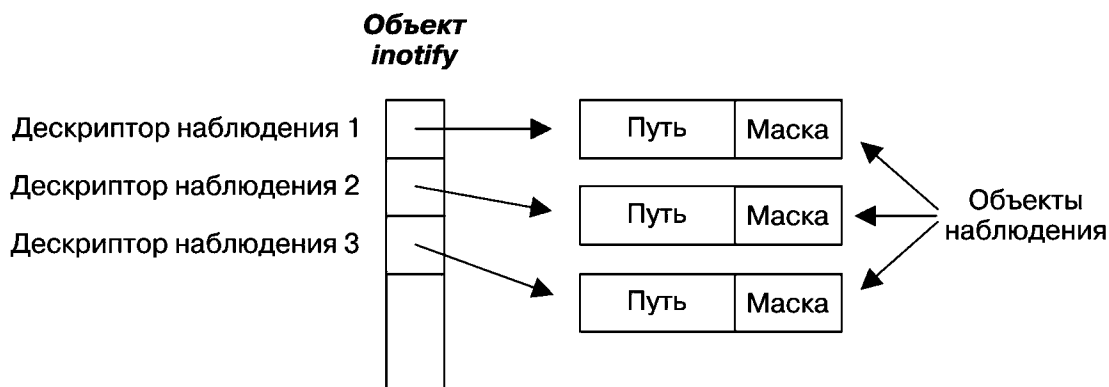 Объект
inotify
Дескриптор наблюдения 1
Путь
Маска
Дескриптор наблюдения 2
Путь
Маска
Объекты
наблюдения
Дескриптор наблюдения 3
Путь
Маска